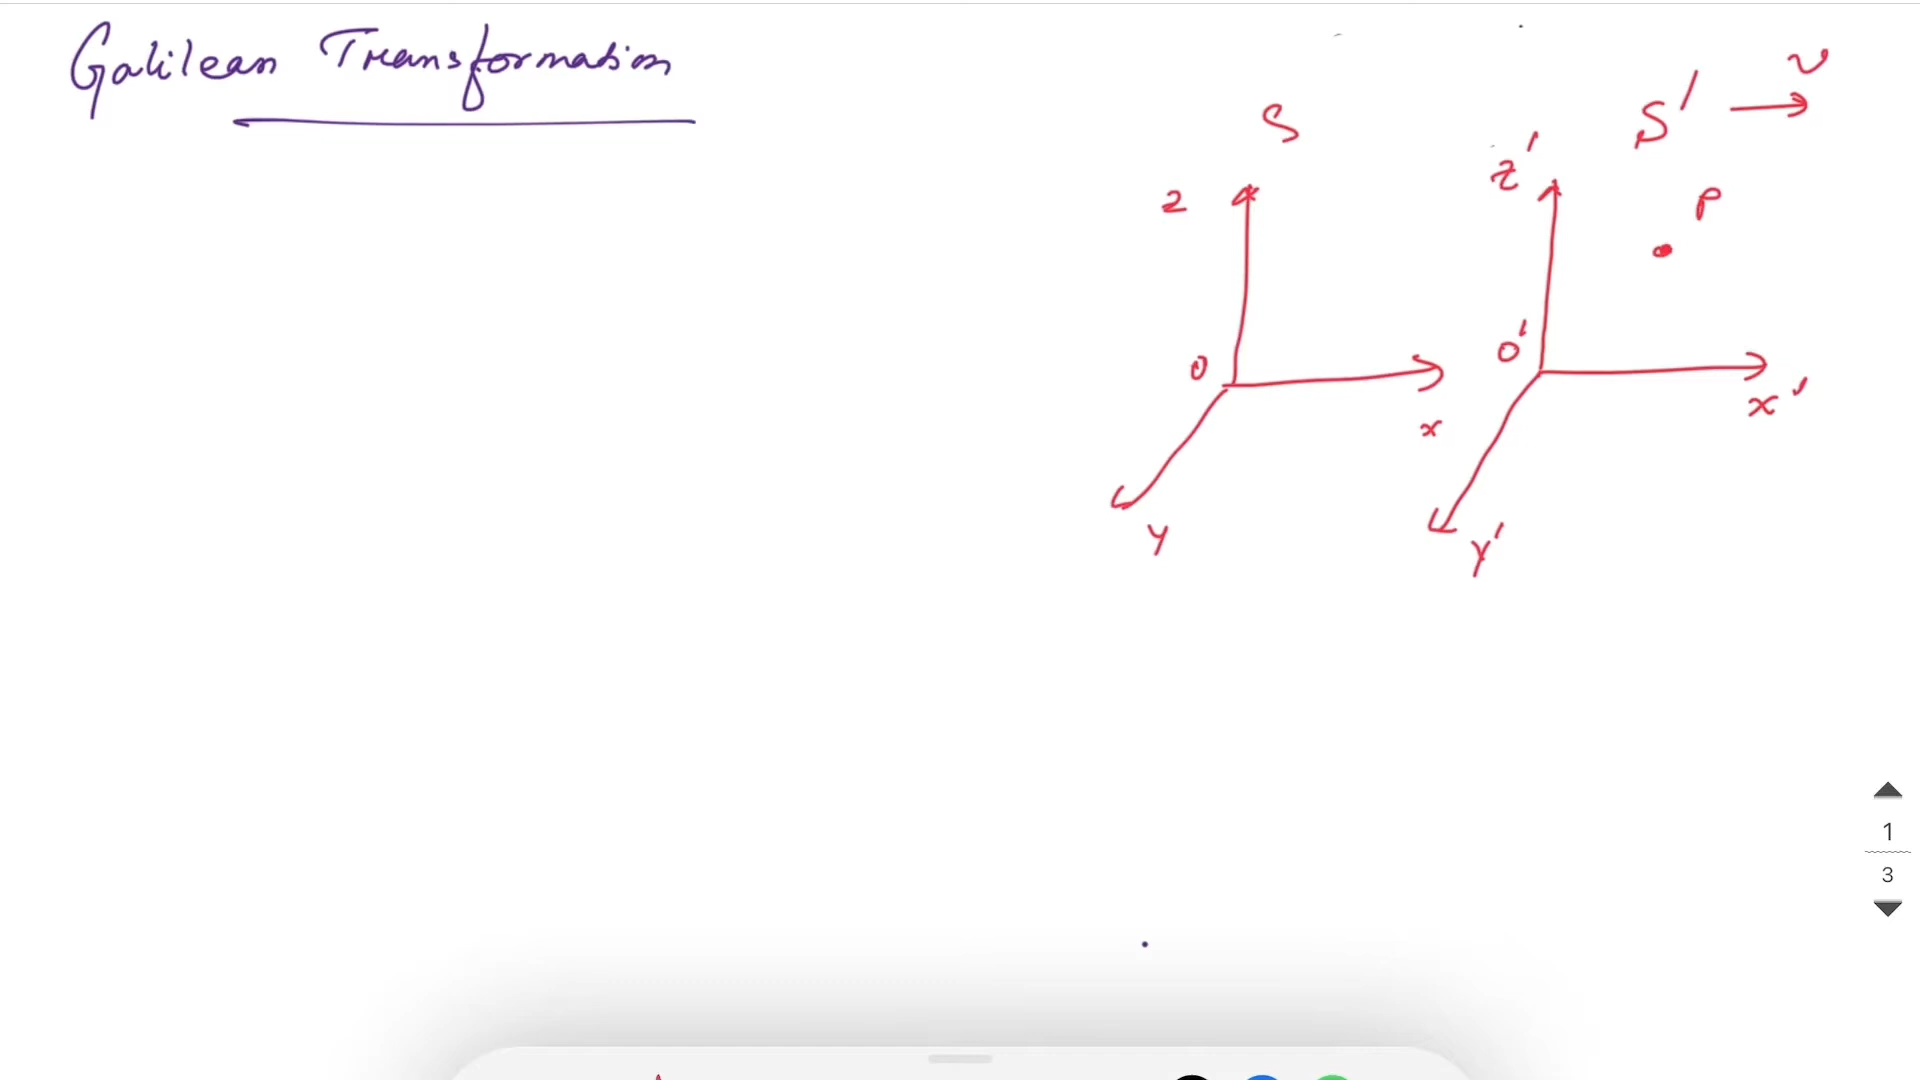 Galilean Transformation
S
S' v
z
z'
P
O
O'
x
x'
y
y'
1
3